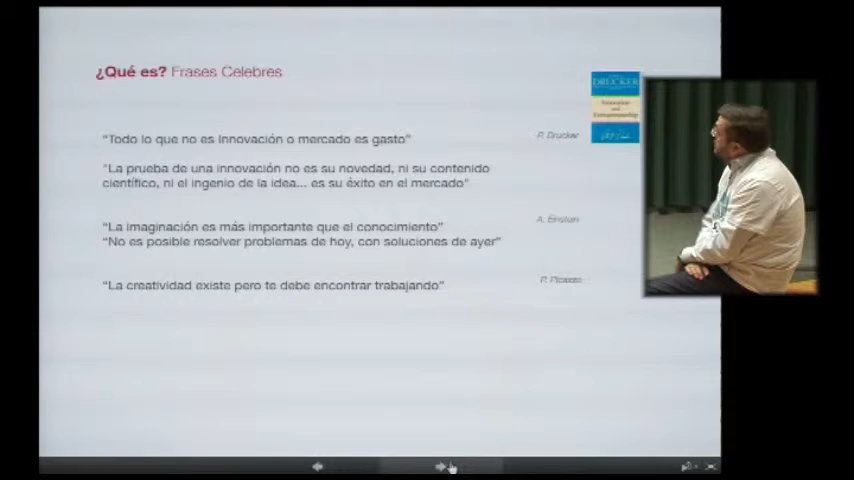 ¿Qué es? Frases Celebres
"Todo lo que no es Innovación o mercado es gasto"
P. Drucker
DRUCKER
Innovation
and
Entrepreneurship
"La prueba de una innovación no es su novedad, ni su contenido
científico, ni el ingenio de la idea... es su éxito en el mercado"
A. Einstein
"La imaginación es más importante que el conocimiento"
"No es posible resolver problemas de hoy, con soluciones de ayer"
P. Picasso
"La creatividad existe pero te debe encontrar trabajando"